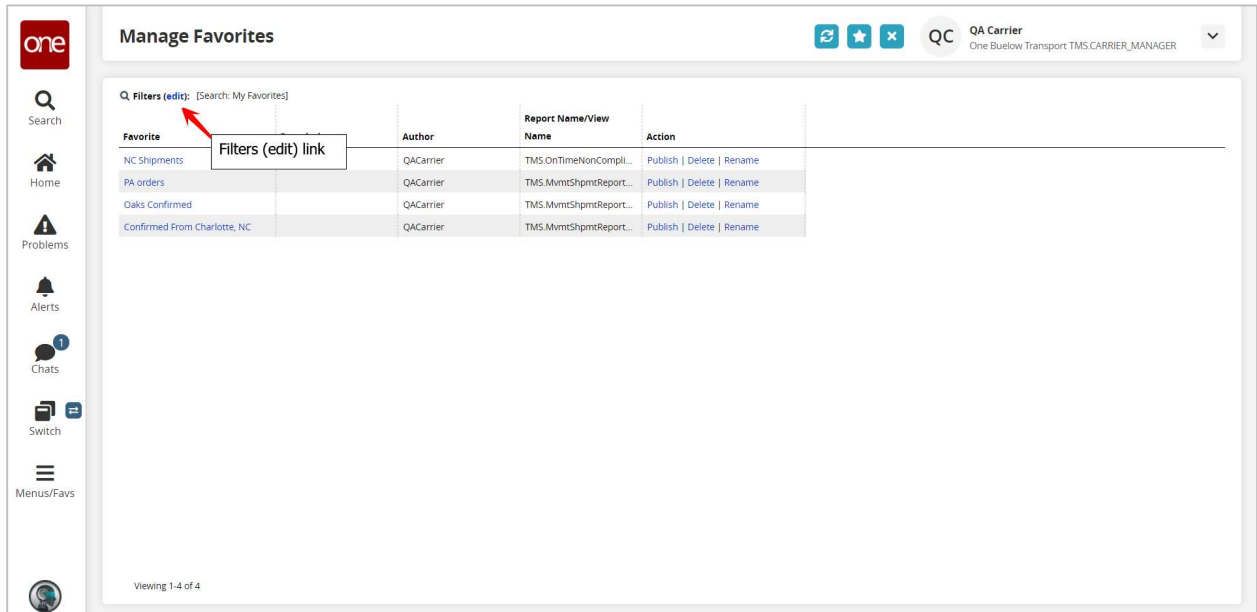 one
Manage Favorites
QC
QA Carrier
One Buelow Transport TMS.CARRIER_MANAGER
Search
Home
Problems
Alerts
1
Chats
Switch
Menus/Favs
Filters (edit): [Search: My Favorites]
Filters (edit) link
Favorite Author Report Name/View Name Action
NC Shipments QACarrier TMS.OnTimeNonCompli... Publish | Delete | Rename
PA orders QACarrier TMS.MvmtShpmtReport... Publish | Delete | Rename
Oaks Confirmed QACarrier TMS.MvmtShpmtReport... Publish | Delete | Rename
Confirmed From Charlotte, NC QACarrier TMS.MvmtShpmtReport... Publish | Delete | Rename
Viewing 1-4 of 4